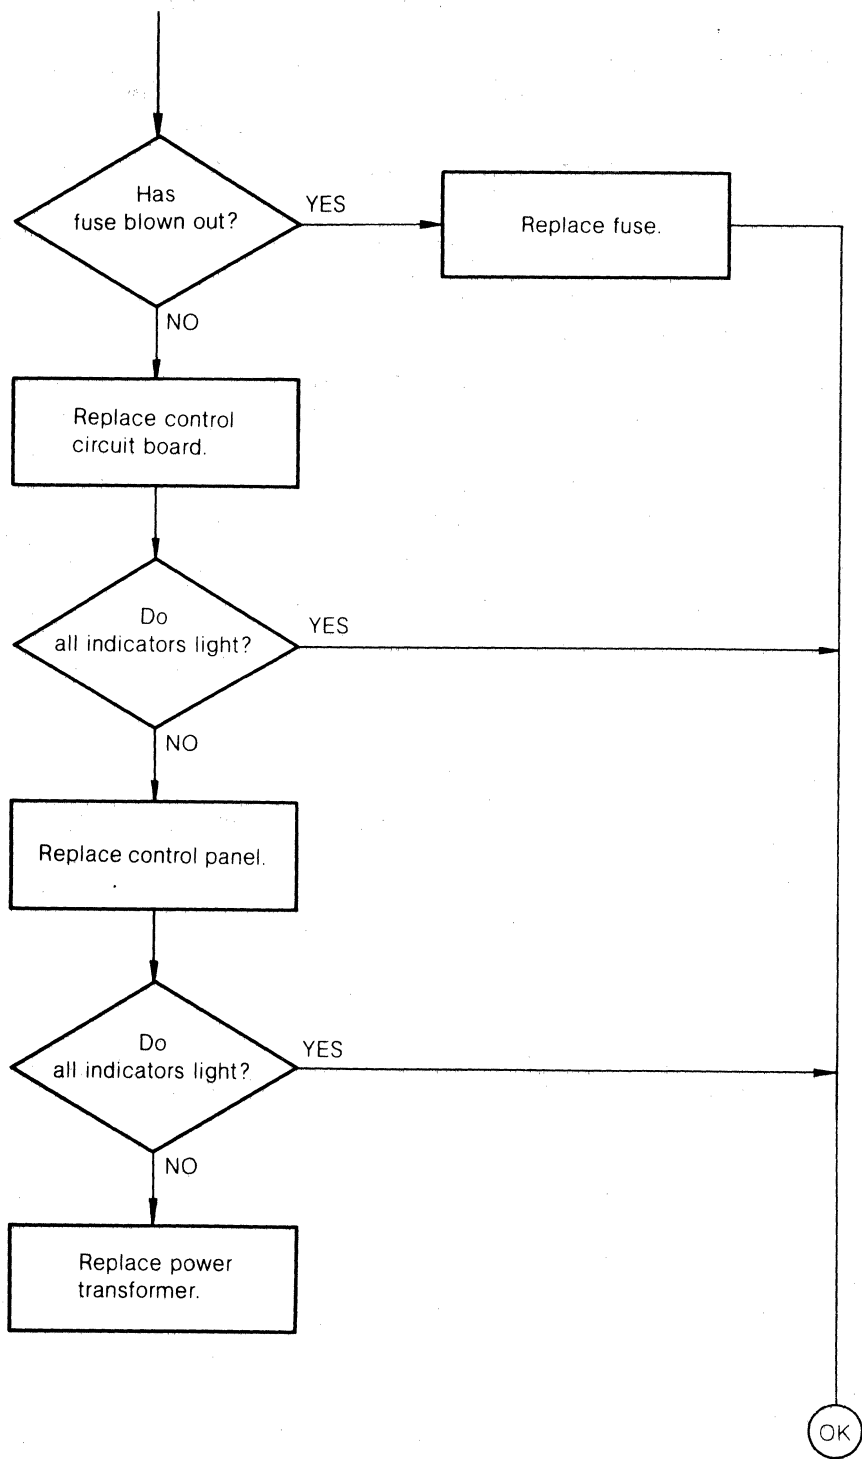 Has
fuse blown out?
YES
Replace fuse.
NO
Replace control
circuit board.
Do
all indicators light?
YES
NO
Replace control panel.
Do
all indicators light?
YES
NO
Replace power
transformer.
OK